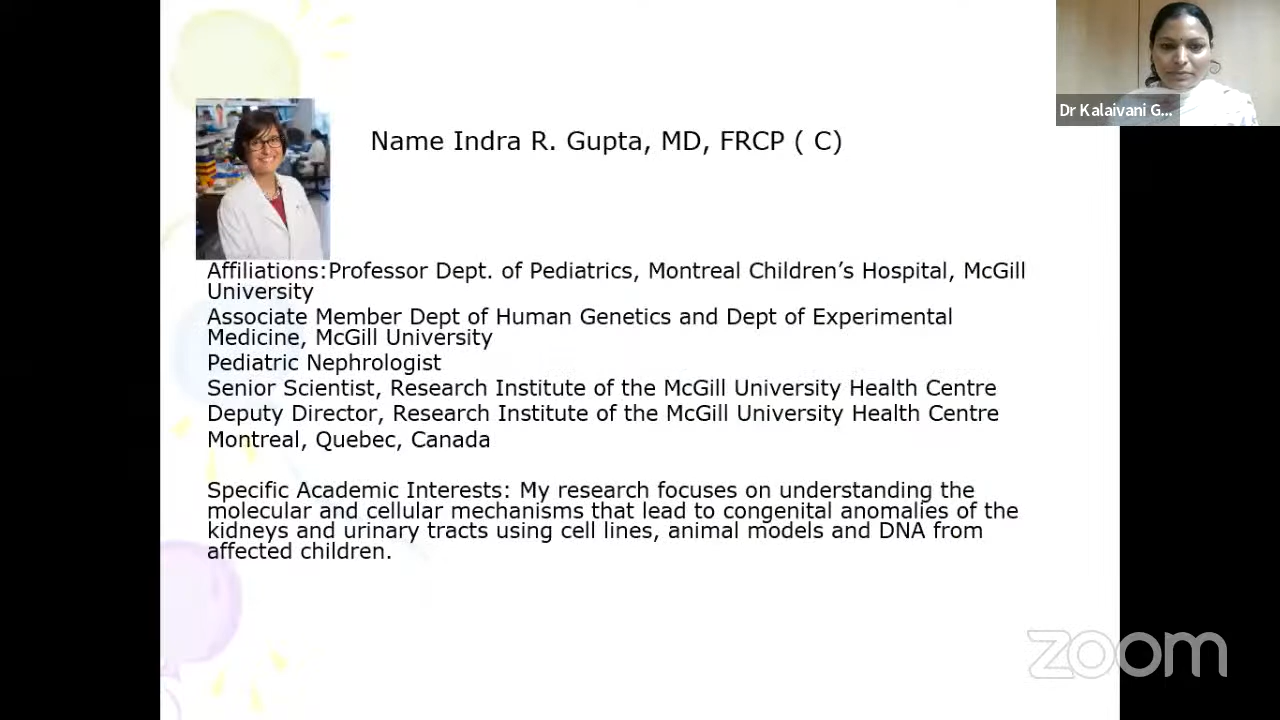 Dr Kalaivani G...
Name Indra R. Gupta, MD, FRCP ( C)
Affiliations:Professor Dept. of Pediatrics, Montreal Children’s Hospital, McGill
University
Associate Member Dept of Human Genetics and Dept of Experimental
Medicine, McGill University
Pediatric Nephrologist
Senior Scientist, Research Institute of the McGill University Health Centre
Deputy Director, Research Institute of the McGill University Health Centre
Montreal, Quebec, Canada
Specific Academic Interests: My research focuses on understanding the
molecular and cellular mechanisms that lead to congenital anomalies of the
kidneys and urinary tracts using cell lines, animal models and DNA from
affected children.
zoom